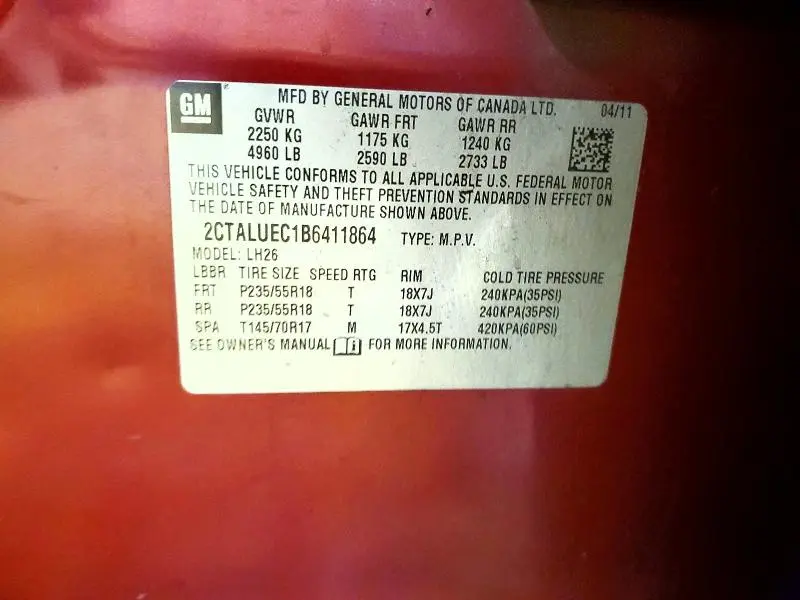 GM
MFD BY GENERAL MOTORS OF CANADA LTD. 04/11
GVWR GAWR FRT GAWR RR
2250 KG 1175 KG 1240 KG
4960 LB 2590 LB 2733 LB
THIS VEHICLE CONFORMS TO ALL APPLICABLE U.S. FEDERAL MOTOR
VEHICLE SAFETY AND THEFT PREVENTION STANDARDS IN EFFECT ON
THE DATE OF MANUFACTURE SHOWN ABOVE.
2CTALUEC1B6411864 TYPE: M.P.V.
MODEL: LH26
LBBR TIRE SIZE SPEED RTG RIM COLD TIRE PRESSURE
FRT P235/55R18 T 18X7J 240KPA(35PSI)
RR P235/55R18 T 18X7J 240KPA(35PSI)
SPA T145/70R17 M 17X4.5T 420KPA(60PSI)
SEE OWNER'S MANUAL FOR MORE INFORMATION.